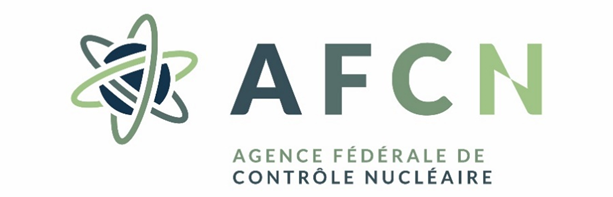 AFCN
AGENCE FÉDÉRALE DE
CONTRÔLE NUCLÉAIRE